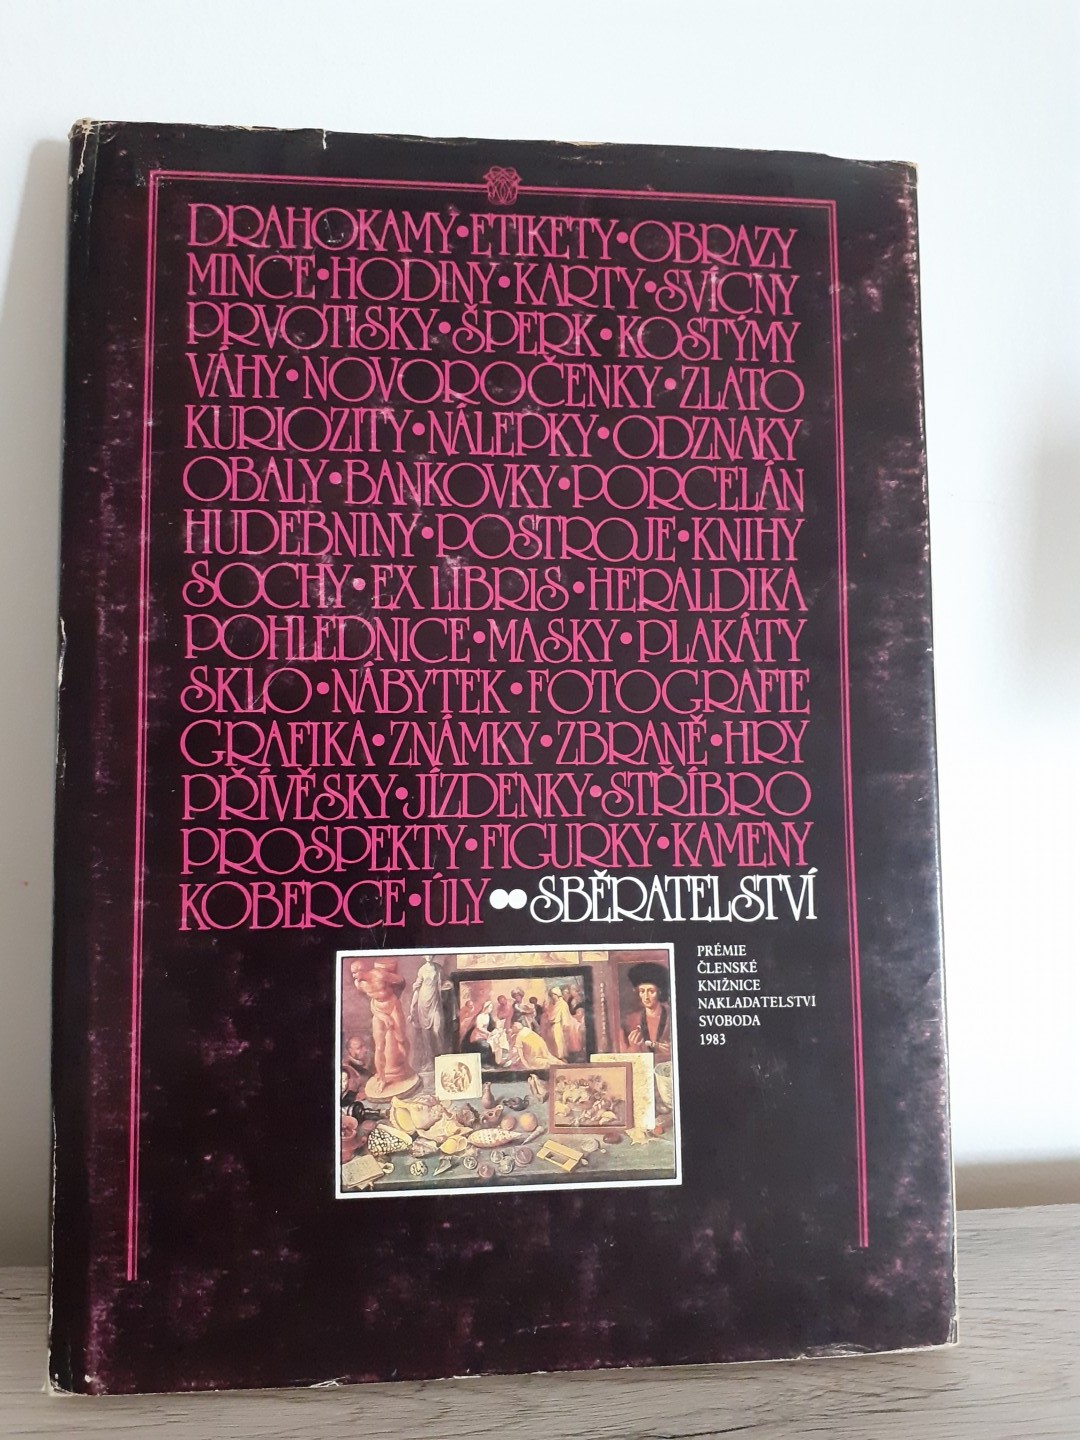 DRAHOKAMY•ETIKETY•OBRAZY
MINCE•HODINY•KARTY•SVÍCNY
PRVOTISKY•ŠPERK•KOSTÝMY
VÁHY•NOVOROČENKY•ZLATO
KURIOZITY•NÁLEPKY•ODZNAKY
OBALY•BANKOVKY•PORCELÁN
HUDEBNINY•POSTROJE•KNIHY
SOCHY•EX LIBRIS•HERALDIKA
POHLEDNICE•MASKY•PLAKÁTY
SKLO•NÁBYTEK•FOTOGRAFIE
GRAFIKA•ZNÁMKY•ZBRANĚ•HRY
PŘÍVĚSKY•JÍZDENKY•STŘÍBRO
PROSPEKTY•FIGURKY•KAMENY
KOBERCE•ÚLY••SBĚRATELSTVÍ
PRÉMIE
ČLENSKÉ
KNIŽNICE
NAKLADATELSTVI
SVOBODA
1983